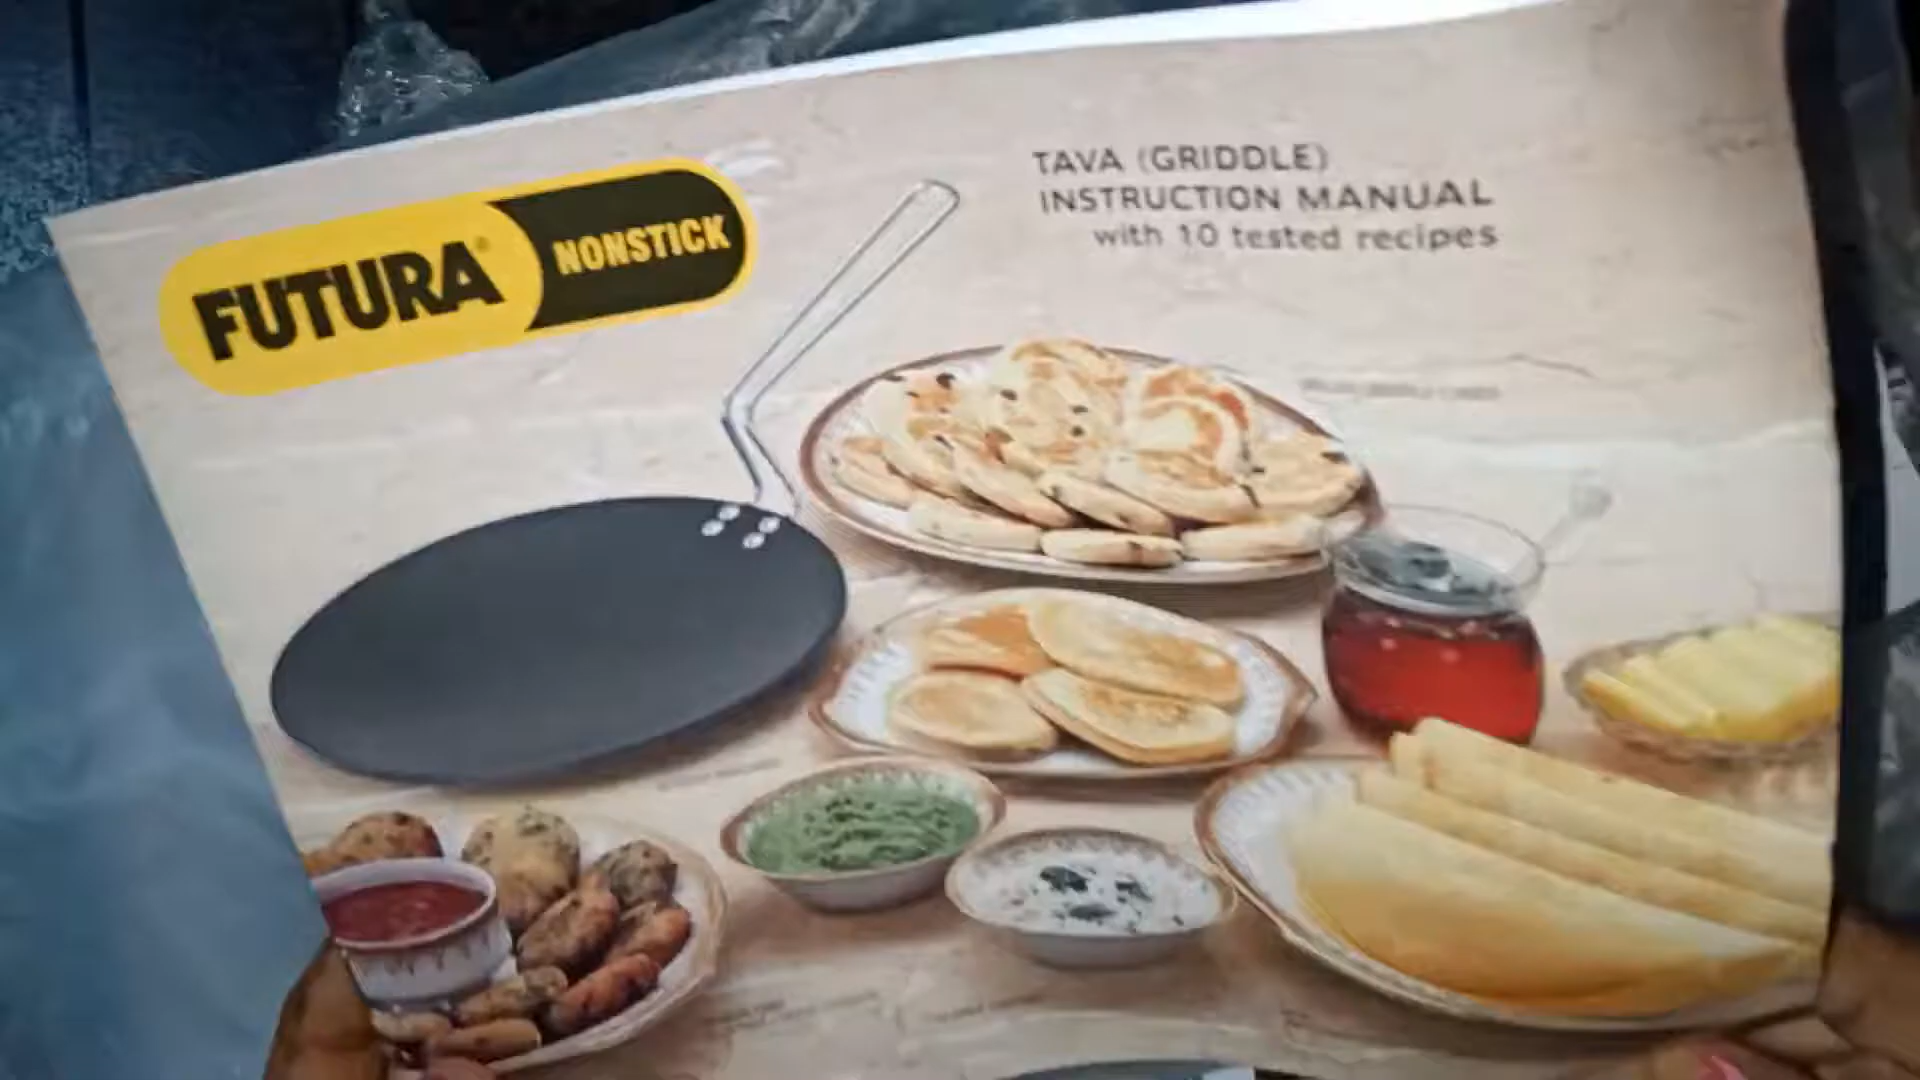 FUTURA® NONSTICK
TAVA (GRIDDLE)
INSTRUCTION MANUAL
with 10 tested recipes